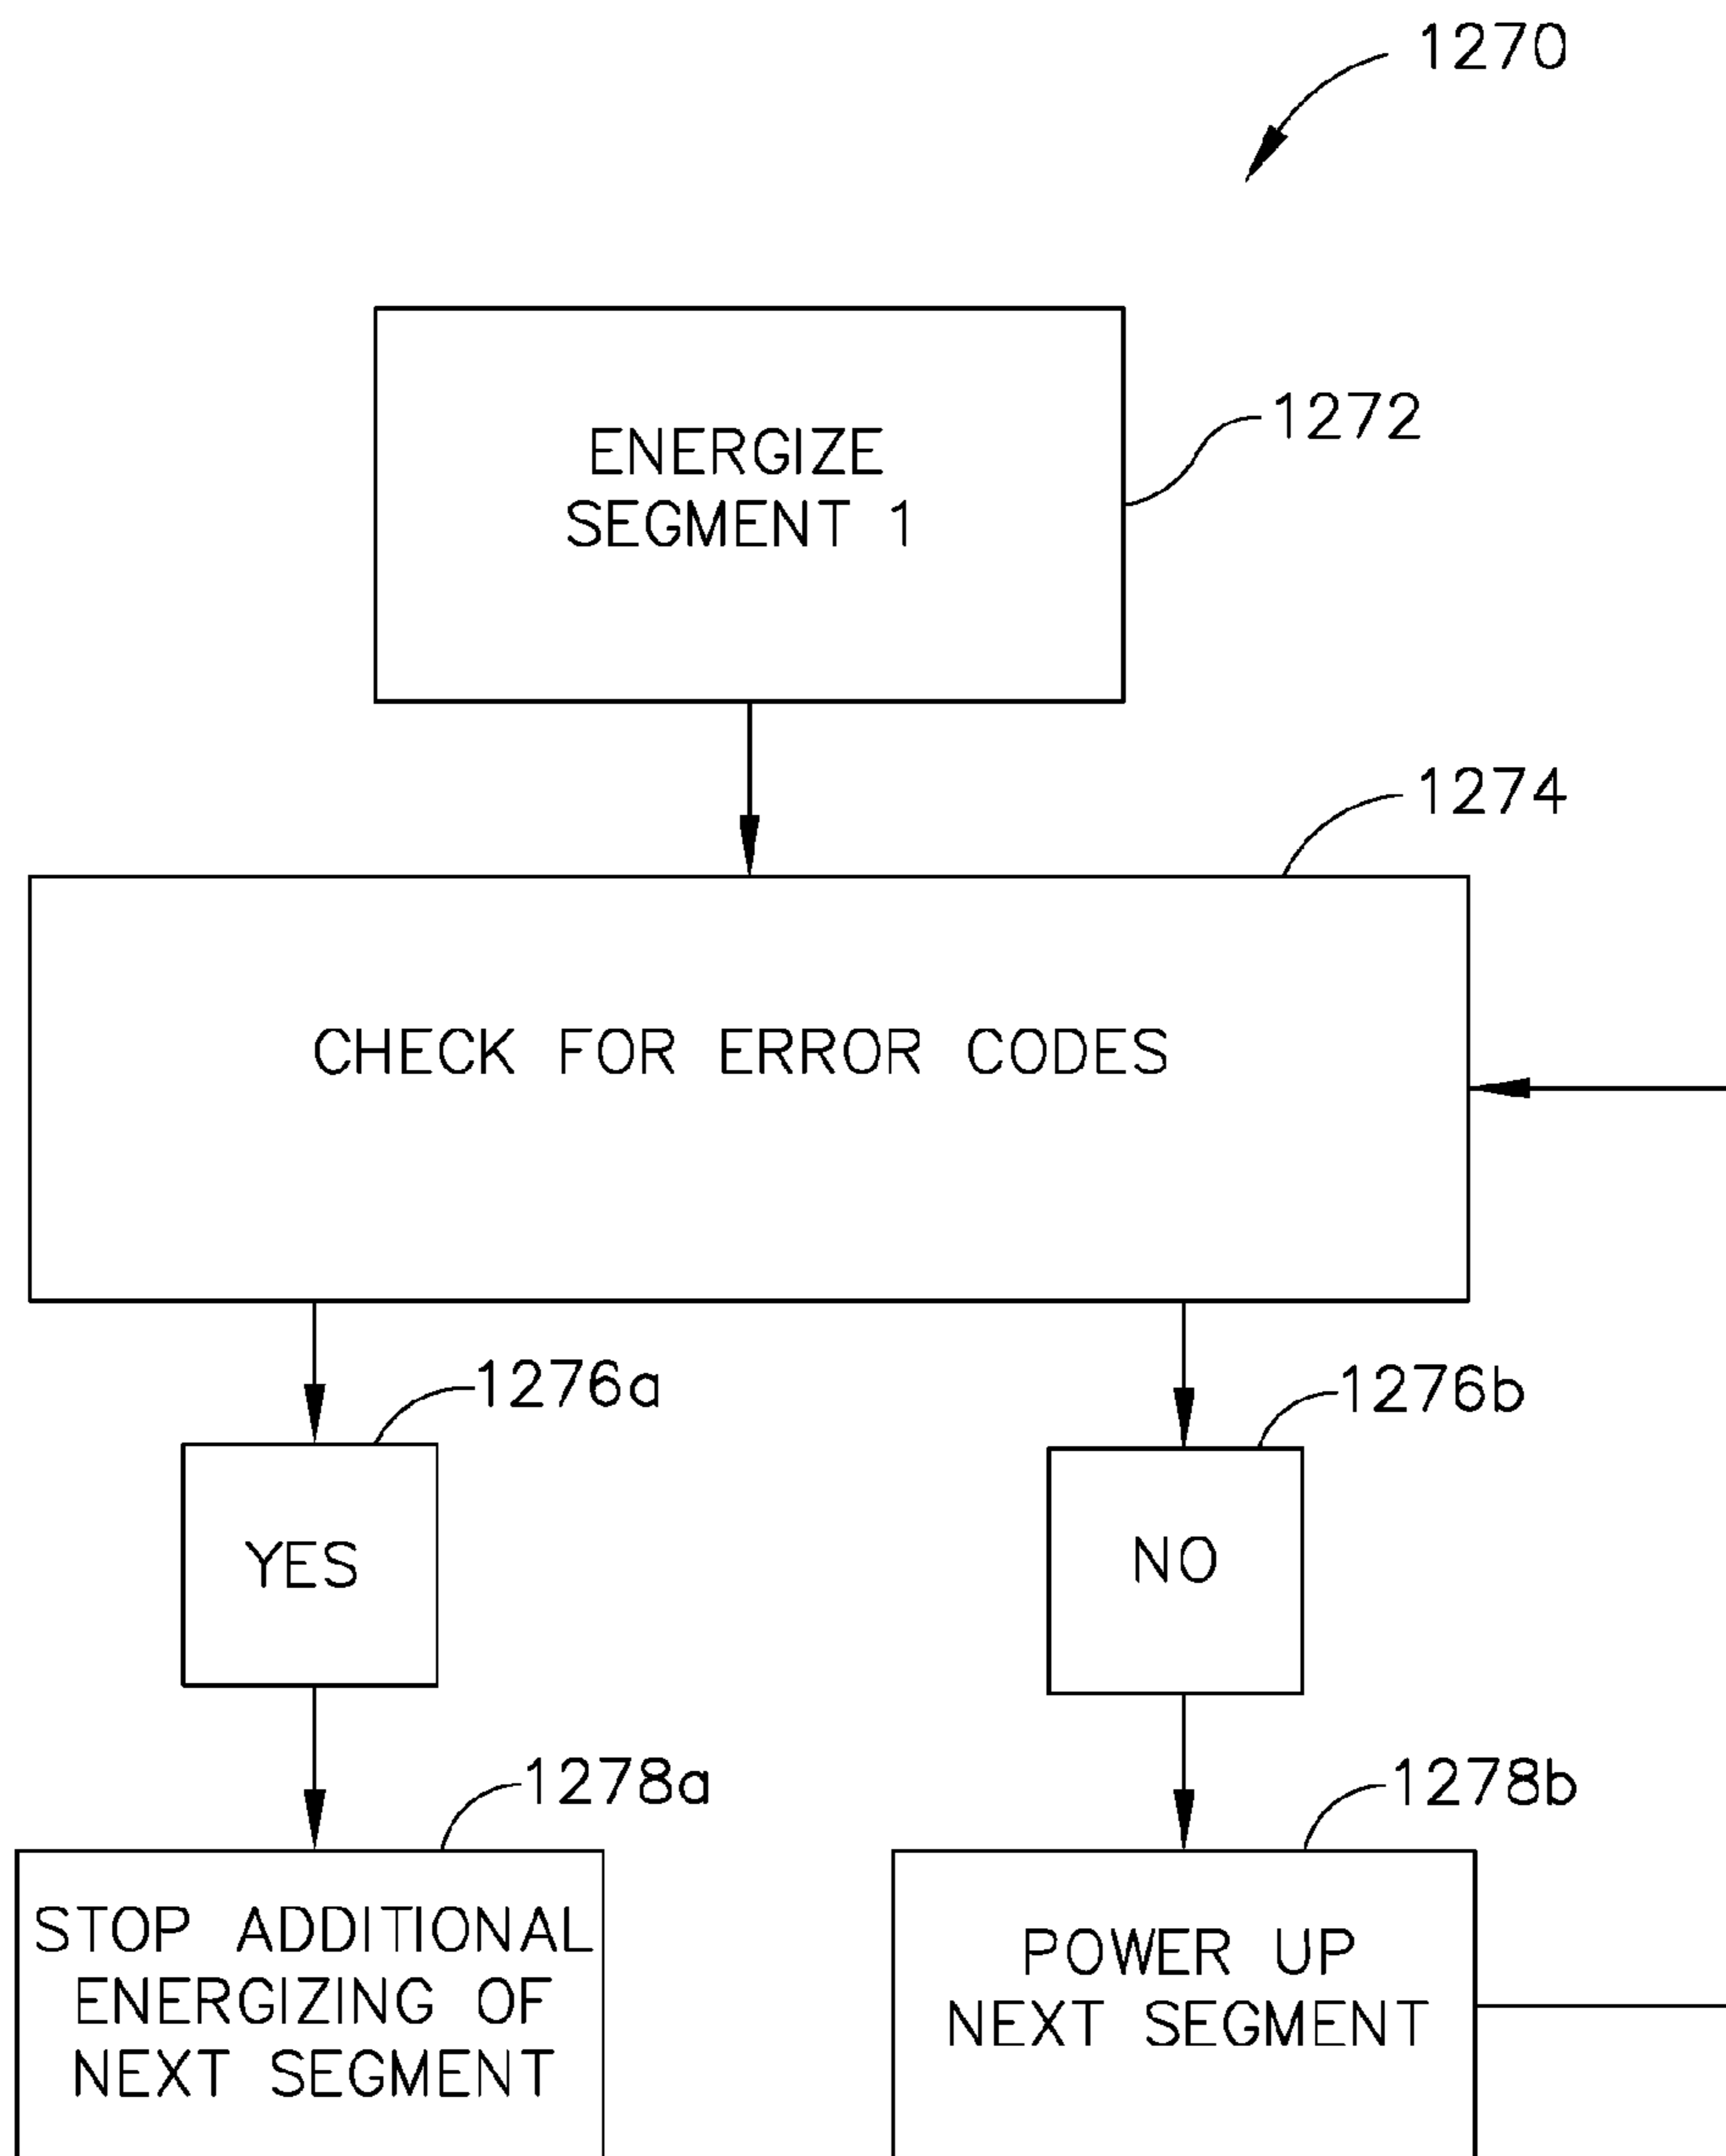 1270
ENERGIZE
SEGMENT 1
1272
1274
CHECK FOR ERROR CODES
1276a
1276b
YES
NO
1278a
1278b
STOP ADDITIONAL
ENERGIZING OF
NEXT SEGMENT
POWER UP
NEXT SEGMENT